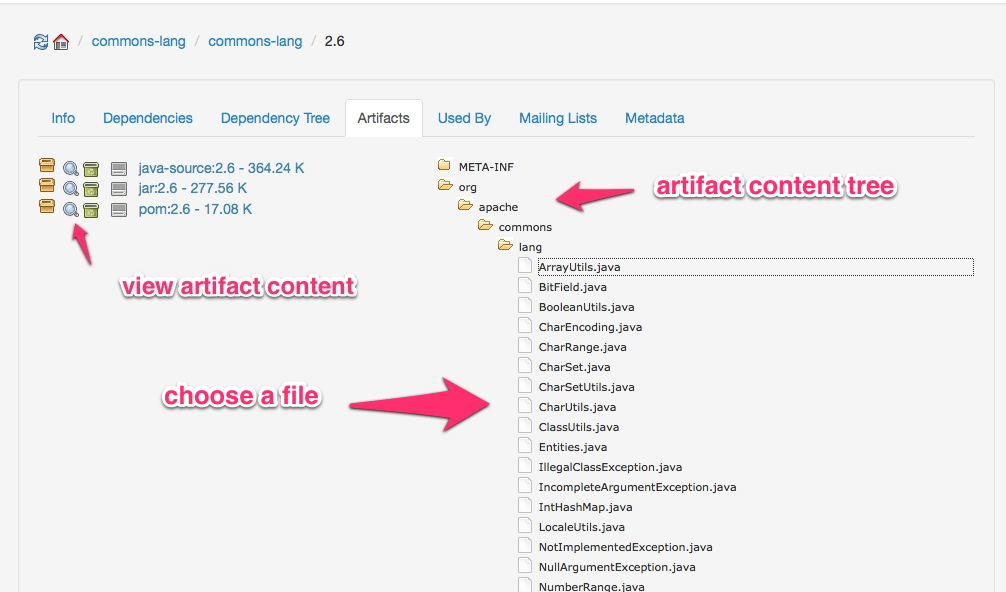 / commons-lang / commons-lang / 2.6
Info Dependencies Dependency Tree Artifacts Used By Mailing Lists Metadata
java-source:2.6 - 364.24 K
jar:2.6 - 277.56 K
pom:2.6 - 17.08 K
view artifact content
choose a file
META-INF
org
apache
artifact content tree
commons
lang
ArrayUtils.java
BitField.java
BooleanUtils.java
CharEncoding.java
CharRange.java
CharSet.java
CharSetUtils.java
CharUtils.java
ClassUtils.java
Entities.java
IllegalClassException.java
IncompleteArgumentException.java
IntHashMap.java
LocaleUtils.java
NotImplementedException.java
NullArgumentException.java
NumberRange.java